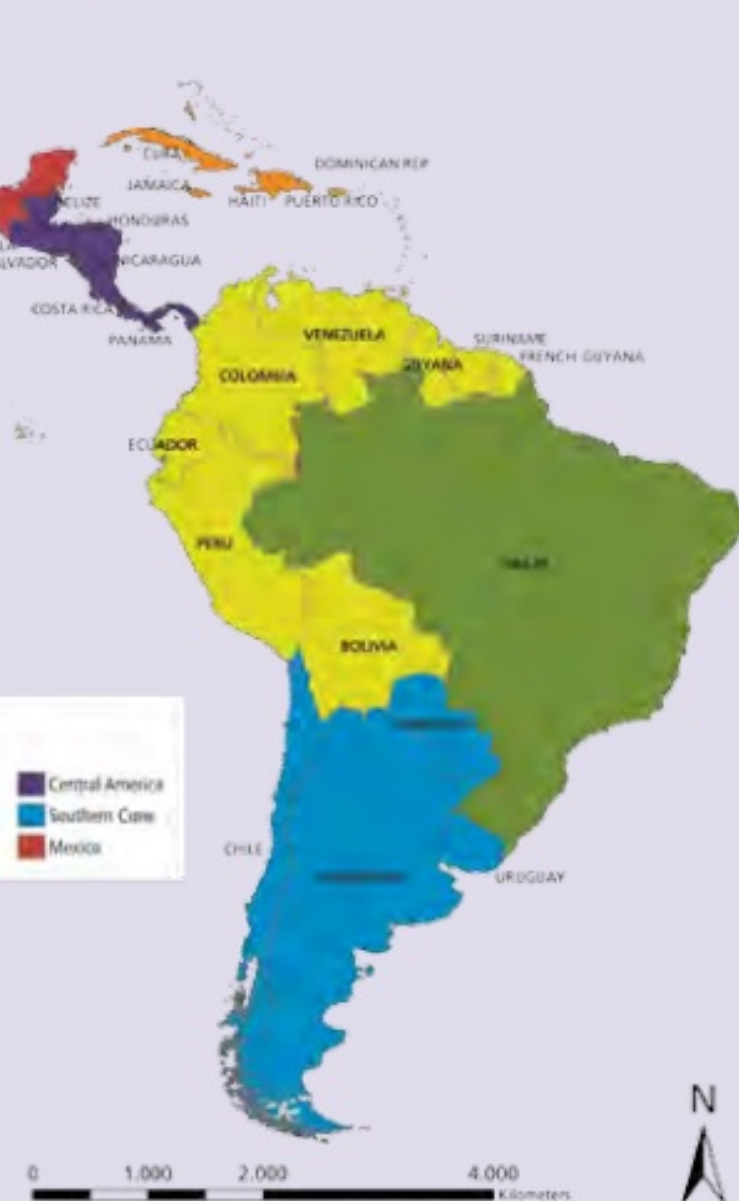 CUBA
DOMINICAN REP
JAMAICA
HAITI
PUERTO RICO
BELIZE
HONDURAS
NICARAGUA
COSTA RICA
PANAMA
VENEZUELA
SURINAME
GUYANA
FRENCH GUYANA
COLOMBIA
ECUADOR
PERU
BOLIVIA
Central America
Southern Cone
Mexico
CHILE
URUGUAY
N
0 1.000 2.000 4.000
Kilometers